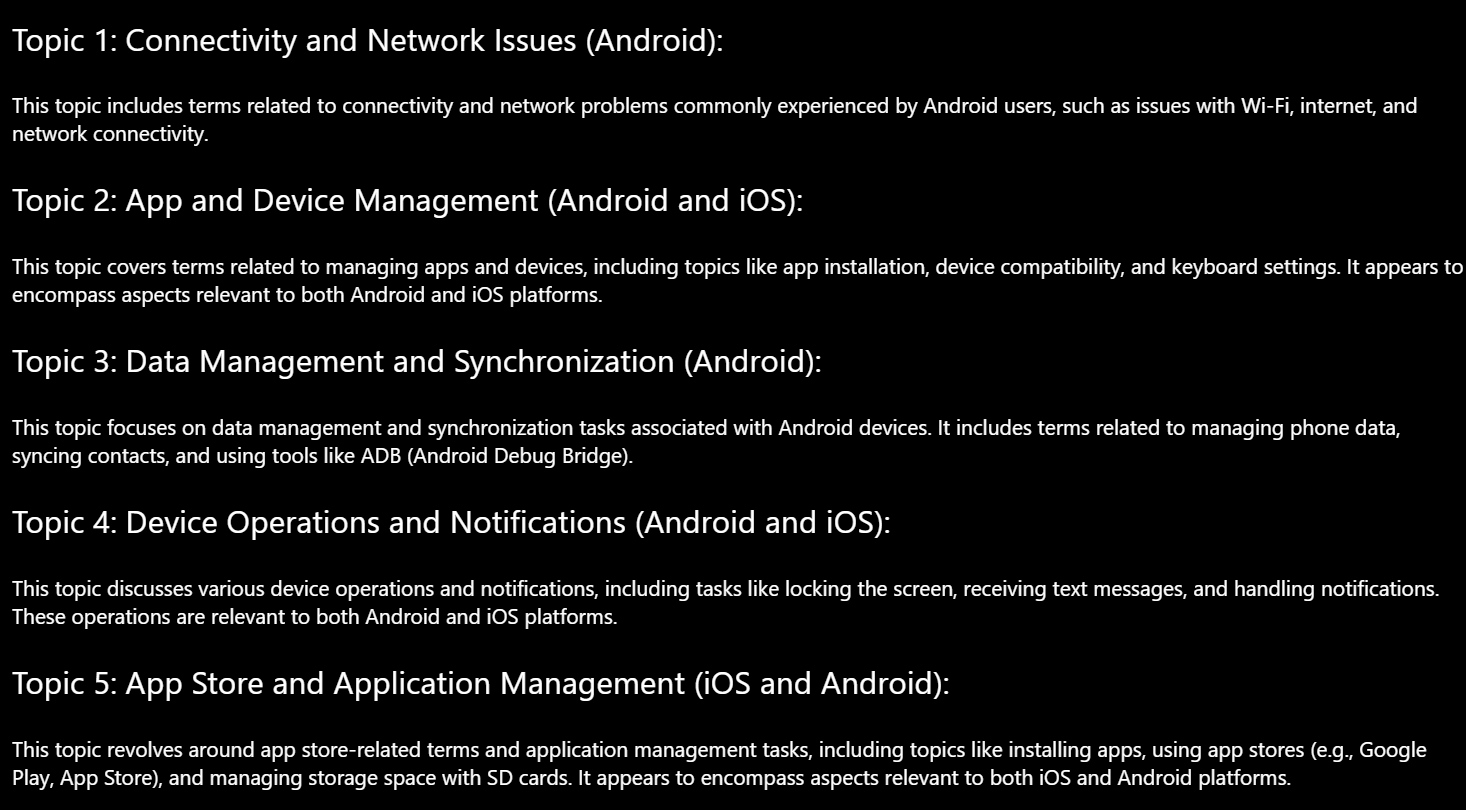 Topic 1: Connectivity and Network Issues (Android):
This topic includes terms related to connectivity and network problems commonly experienced by Android users, such as issues with Wi-Fi, internet, and
network connectivity.
Topic 2: App and Device Management (Android and iOS):
This topic covers terms related to managing apps and devices, including topics like app installation, device compatibility, and keyboard settings. It appears to
encompass aspects relevant to both Android and iOS platforms.
Topic 3: Data Management and Synchronization (Android):
This topic focuses on data management and synchronization tasks associated with Android devices. It includes terms related to managing phone data,
syncing contacts, and using tools like ADB (Android Debug Bridge).
Topic 4: Device Operations and Notifications (Android and iOS):
This topic discusses various device operations and notifications, including tasks like locking the screen, receiving text messages, and handling notifications.
These operations are relevant to both Android and iOS platforms.
Topic 5: App Store and Application Management (iOS and Android):
This topic revolves around app store-related terms and application management tasks, including topics like installing apps, using app stores (e.g., Google
Play, App Store), and managing storage space with SD cards. It appears to encompass aspects relevant to both iOS and Android platforms.